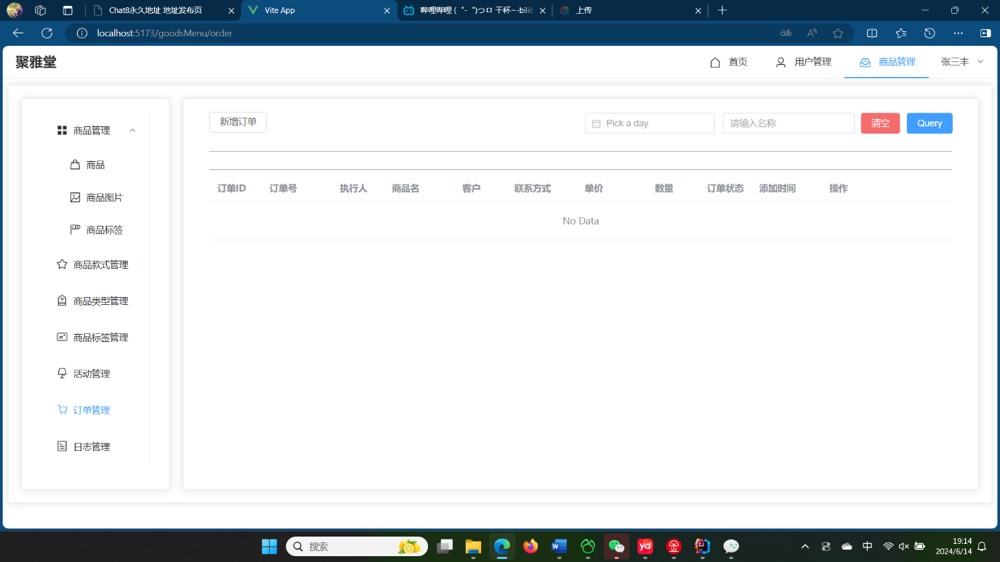 Chat8永久地址 地址发布页
Vite App
哔哩哔哩 (゜-゜)つロ 干杯~-bilib
上传
localhost:5173/goodsMenu/order
聚雅堂
首页
用户管理
商品管理
张三丰
商品管理
商品
商品图片
商品标签
商品款式管理
商品类型管理
商品标签管理
活动管理
订单管理
日志管理
新增订单
Pick a day
请输入名称
清空
Query
订单ID 订单号 执行人 商品名 客户 联系方式 单价 数量 订单状态 添加时间 操作
No Data
搜索
中
19:14
2024/6/14